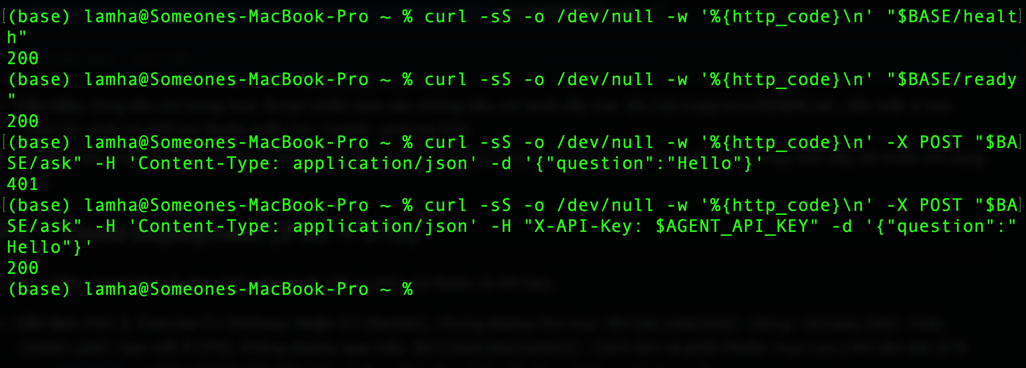 (base) lamha@Someones-MacBook-Pro ~ % curl -sS -o /dev/null -w '%{http_code}\n' "$BASE/healt
h"
200
(base) lamha@Someones-MacBook-Pro ~ % curl -sS -o /dev/null -w '%{http_code}\n' "$BASE/ready
"
200
(base) lamha@Someones-MacBook-Pro ~ % curl -sS -o /dev/null -w '%{http_code}\n' -X POST "$BA
SE/ask" -H 'Content-Type: application/json' -d '{"question":"Hello"}'
401
(base) lamha@Someones-MacBook-Pro ~ % curl -sS -o /dev/null -w '%{http_code}\n' -X POST "$BA
SE/ask" -H 'Content-Type: application/json' -H "X-API-Key: $AGENT_API_KEY" -d '{"question":"
Hello"}'
200
(base) lamha@Someones-MacBook-Pro ~ %